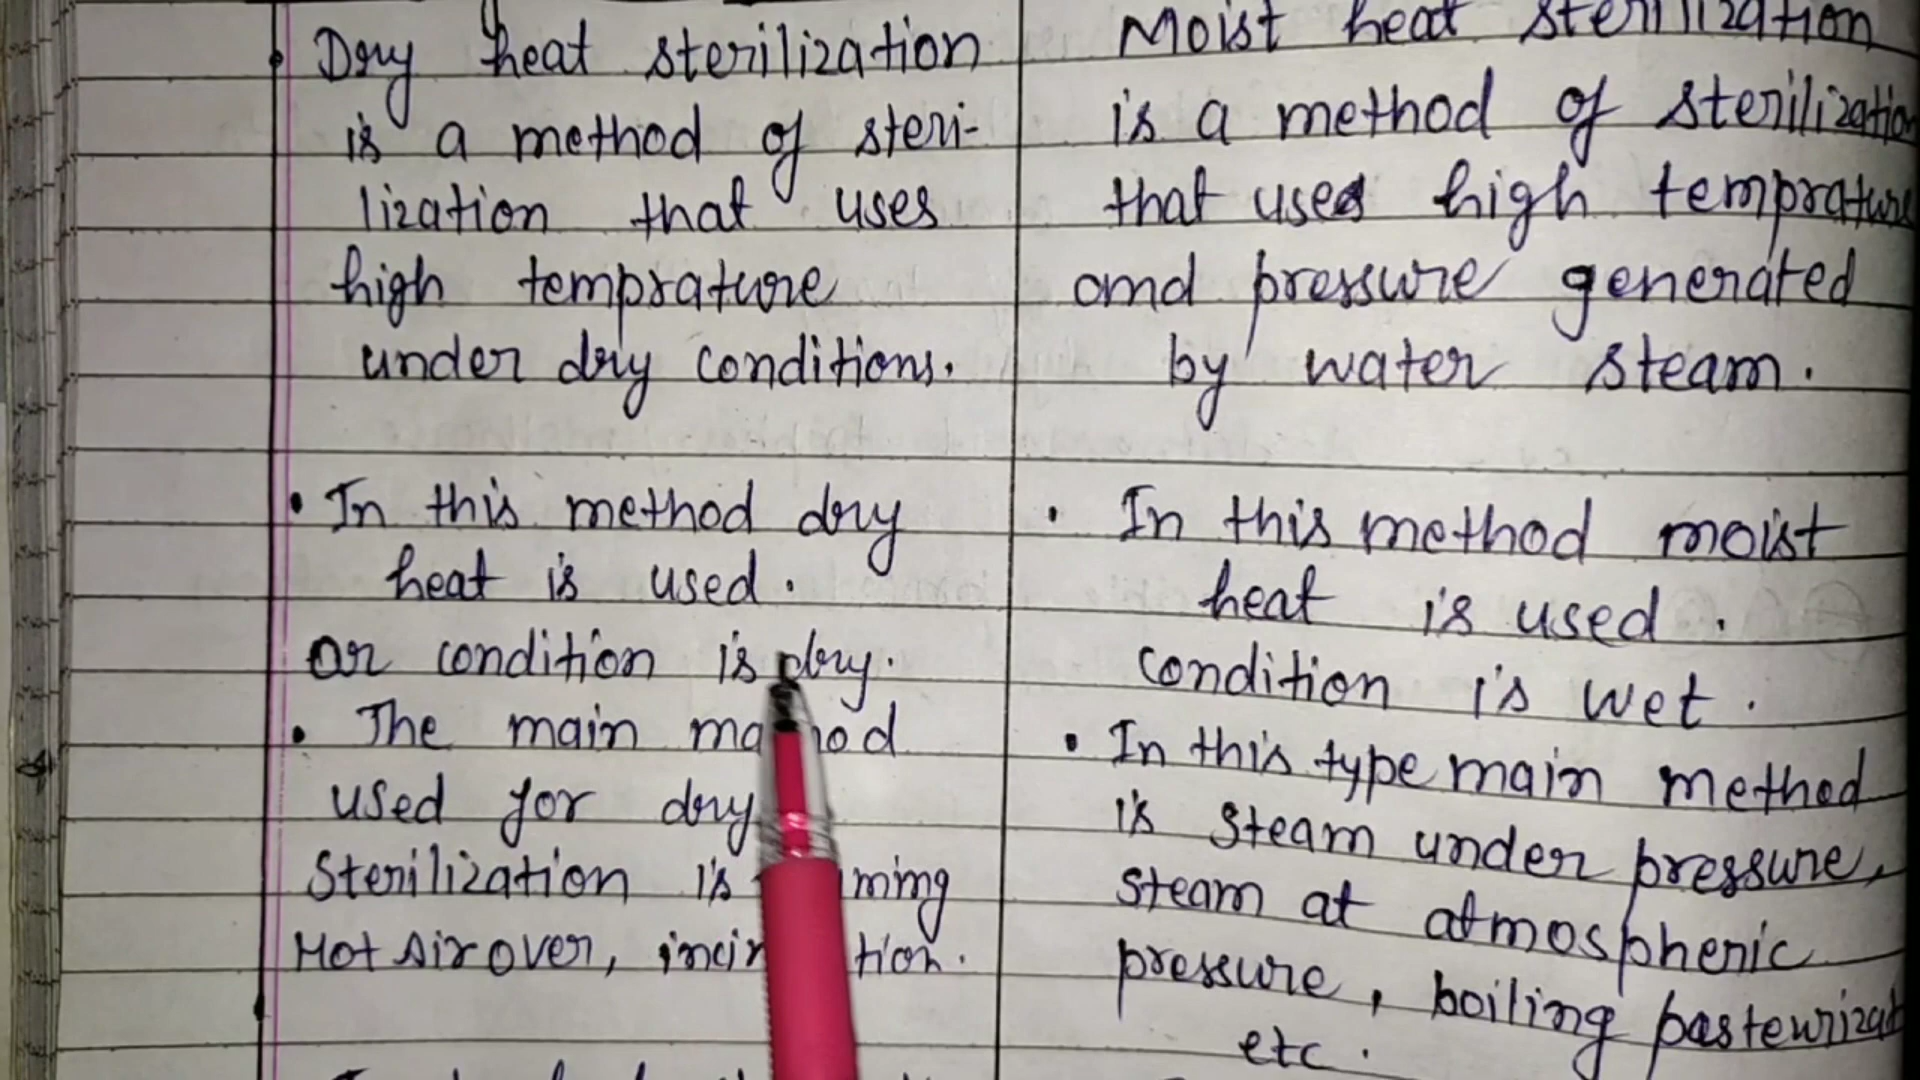 Dry heat sterilization
is a method of steri-
lization that uses
high temprature
under dry conditions.
• In this method dry
heat is used.
or condition is dry.
• The main
used for dry
Sterilization is
Hot Air over,
Moist heat sterilization
is a method of sterilization
that uses high temprature
and pressure generated
by water steam.
• In this method moist
heat is used.
condition is wet.
• In this type main method
is steam under pressure,
steam at atmospheric
pressure, boiling
etc.